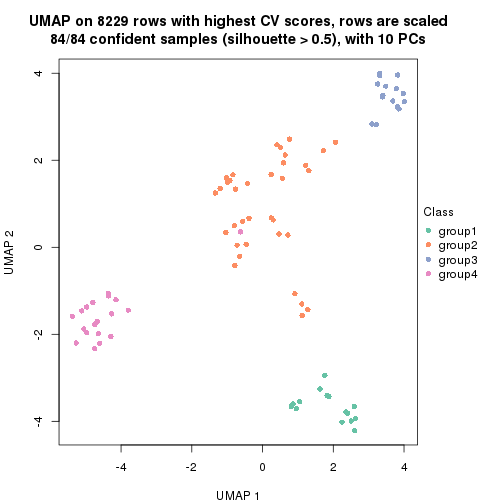 UMAP on 8229 rows with highest CV scores, rows are scaled
84/84 confident samples (silhouette > 0.5), with 10 PCs
4
2
0
-2
-4
UMAP 2
-4
-2
0
2
4
UMAP 1
Class
group1
group2
group3
group4